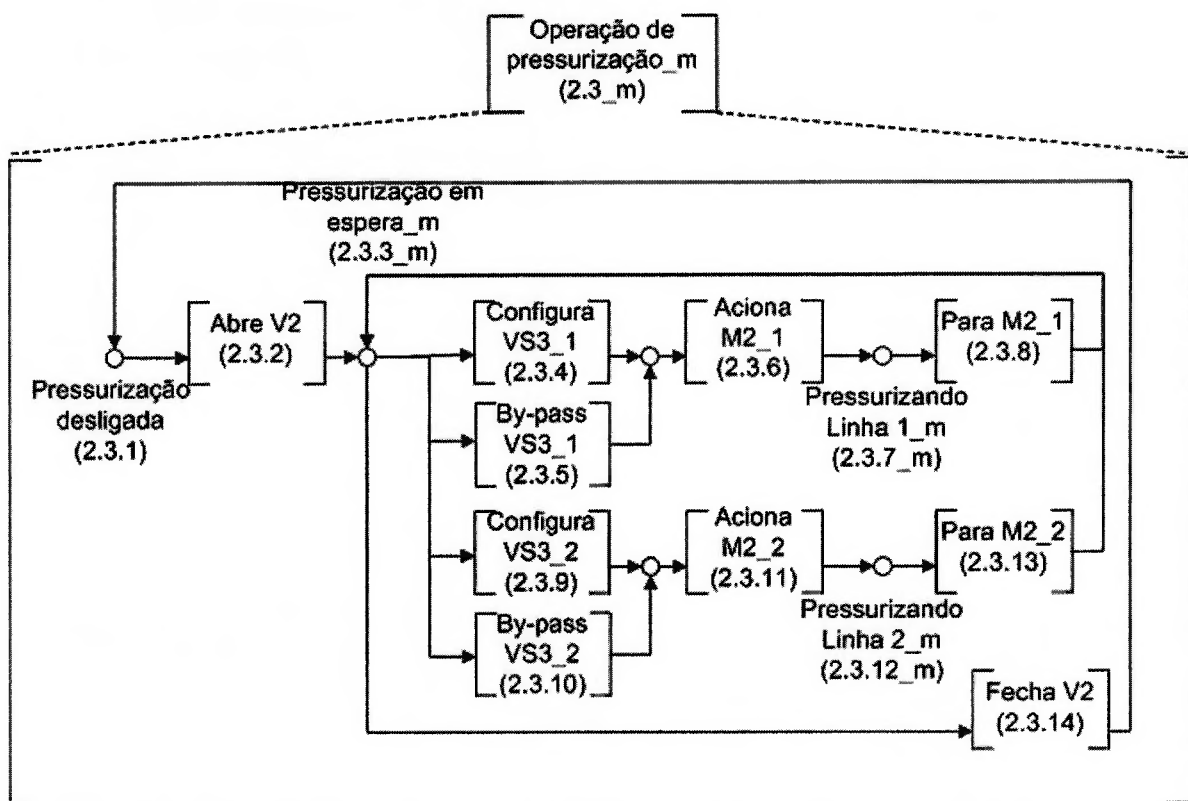 Operação de
pressurização_m
(2.3_m)
Pressurização em
espera_m
(2.3.3_m)
Abre V2
(2.3.2)
Pressurização
desligada
(2.3.1)
Configura
VS3_1
(2.3.4)
Aciona
M2_1
(2.3.6)
Para M2_1
(2.3.8)
By-pass
VS3_1
(2.3.5)
Pressurizando
Linha 1_m
(2.3.7_m)
Configura
VS3_2
(2.3.9)
Aciona
M2_2
(2.3.11)
Para M2_2
(2.3.13)
By-pass
VS3_2
(2.3.10)
Pressurizando
Linha 2_m
(2.3.12_m)
Fecha V2
(2.3.14)